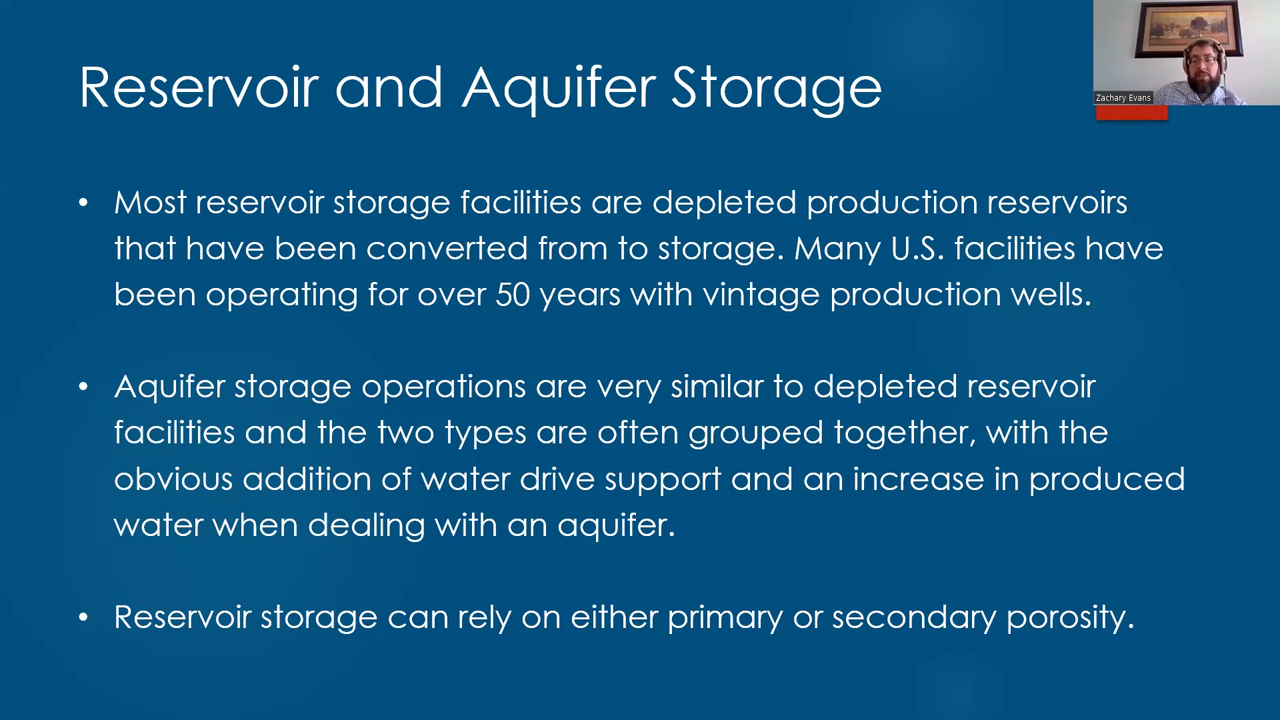 Reservoir and Aquifer Storage
Zachary Evans
• Most reservoir storage facilities are depleted production reservoirs
that have been converted from to storage. Many U.S. facilities have
been operating for over 50 years with vintage production wells.
• Aquifer storage operations are very similar to depleted reservoir
facilities and the two types are often grouped together, with the
obvious addition of water drive support and an increase in produced
water when dealing with an aquifer.
• Reservoir storage can rely on either primary or secondary porosity.